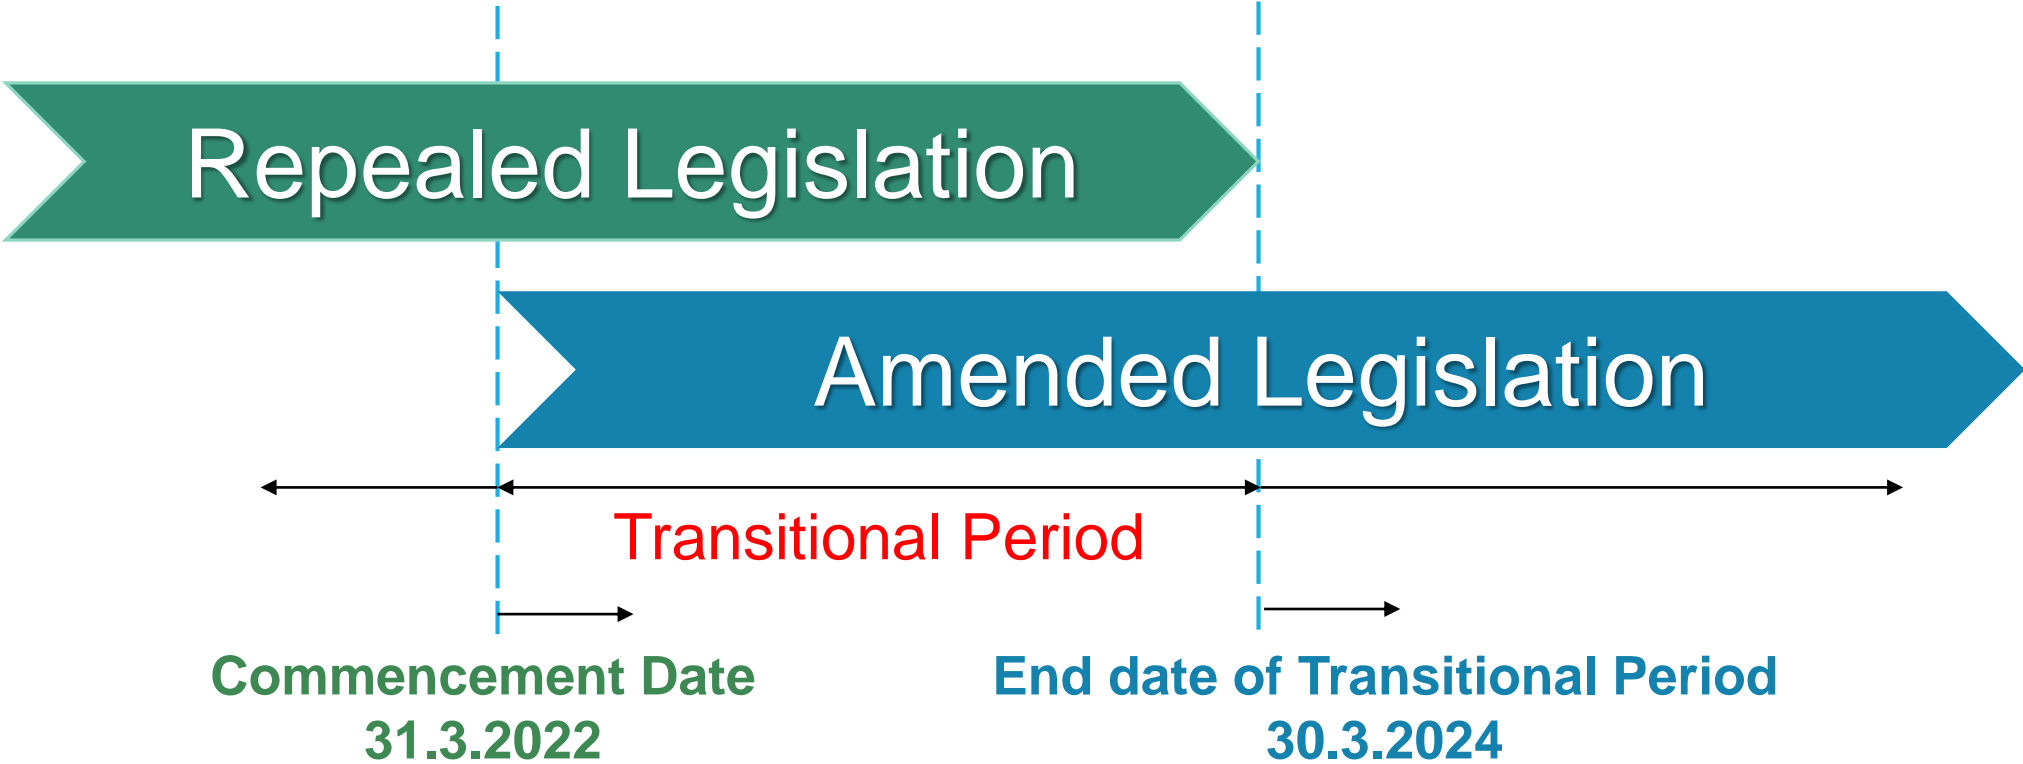 Repealed Legislation
Amended Legislation
Transitional Period
Commencement Date
31.3.2022
End date of Transitional Period
30.3.2024